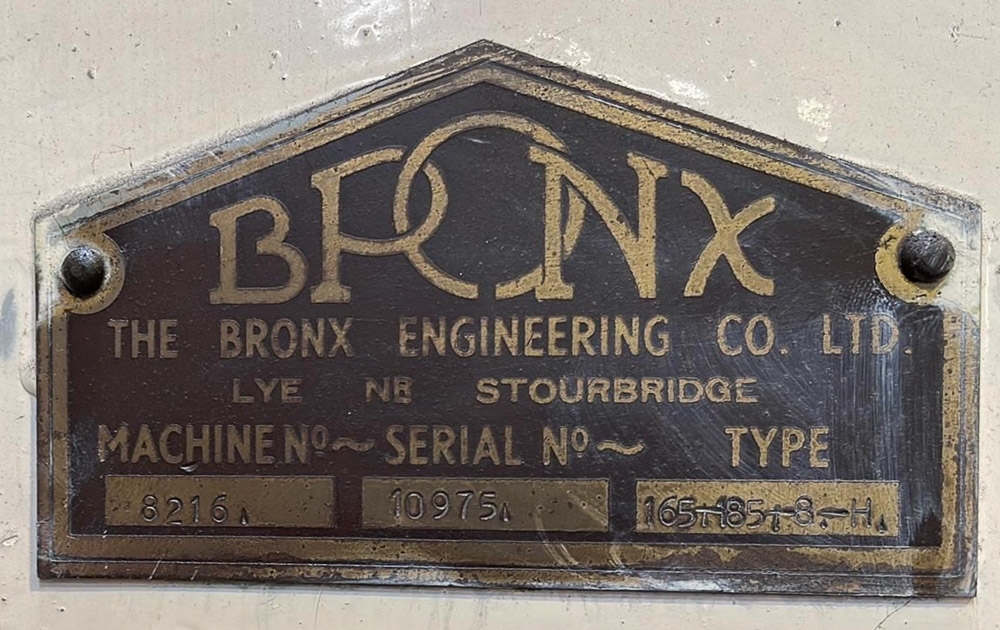 BRONX
THE BRONX ENGINEERING CO. LTD.
LYE NR STOURBRIDGE
MACHINE Nº ~ SERIAL Nº ~ TYPE
8216. 10975. 165.-185.-8.-H.